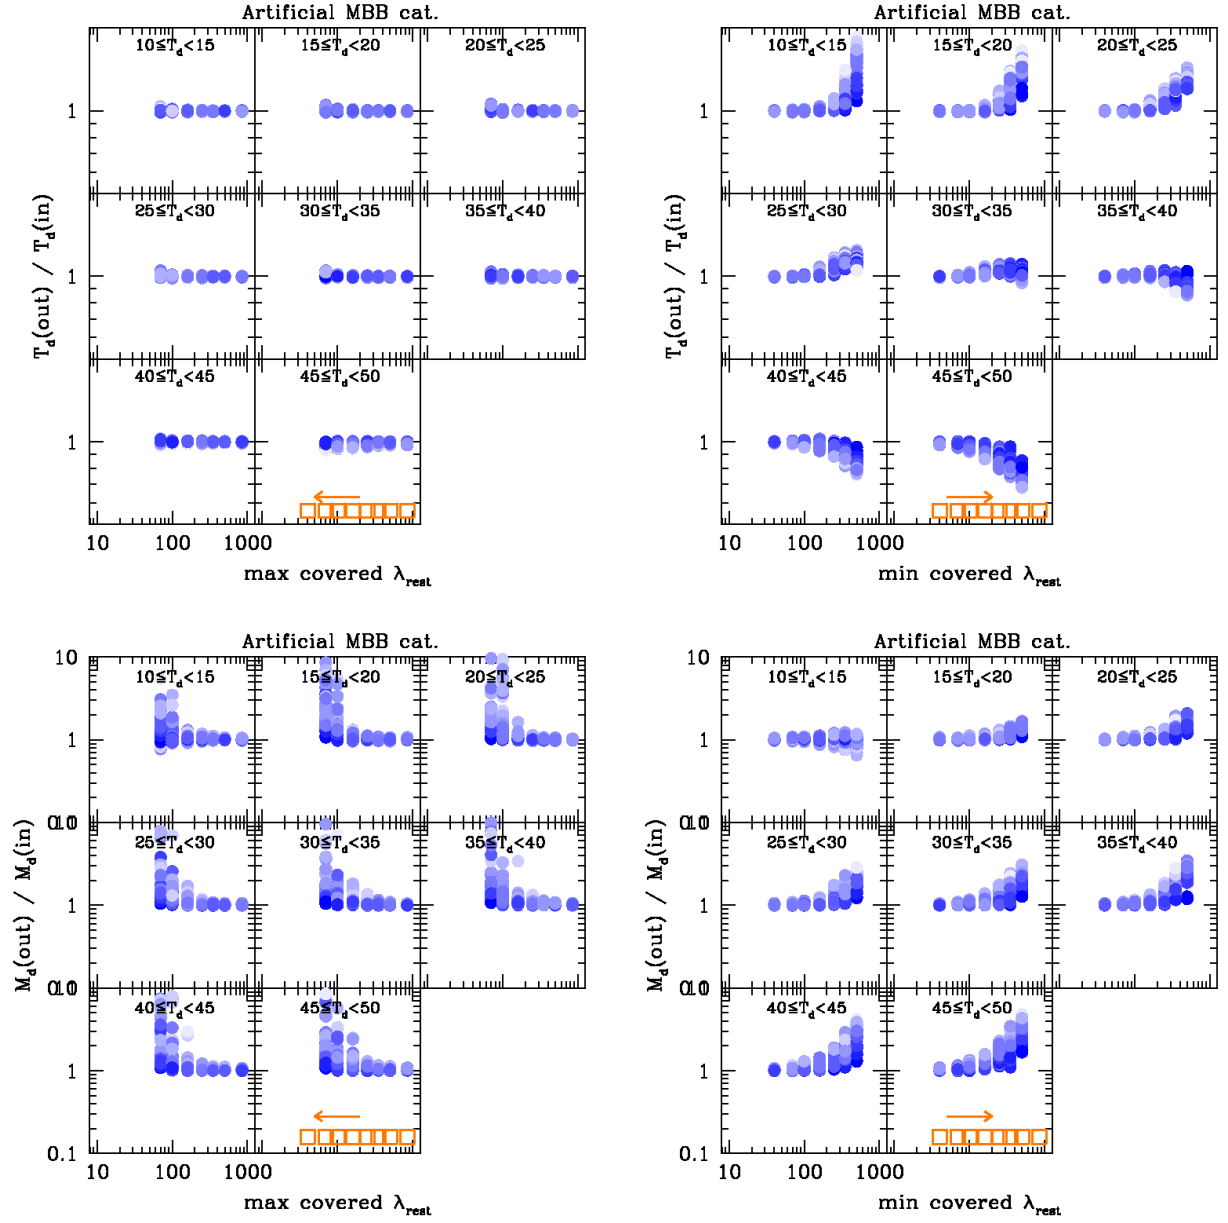 Artificial MBB cat.
10≦T_d<15 15≦T_d<20 20≦T_d<25
1
25≦T_d<30 30≦T_d<35 35≦T_d<40
1
40≦T_d<45 45≦T_d<50
1
T_d(out) / T_d(in)
10 100 1000
max covered λ_rest
Artificial MBB cat.
10≦T_d<15 15≦T_d<20 20≦T_d<25
1
25≦T_d<30 30≦T_d<35 35≦T_d<40
1
40≦T_d<45 45≦T_d<50
1
T_d(out) / T_d(in)
10 100 1000
min covered λ_rest
Artificial MBB cat.
10
10≦T_d<15 15≦T_d<20 20≦T_d<25
1
25≦T_d<30 30≦T_d<35 35≦T_d<40
1
40≦T_d<45 45≦T_d<50
1
0.1
M_d(out) / M_d(in)
10 100 1000
max covered λ_rest
Artificial MBB cat.
10
10≦T_d<15 15≦T_d<20 20≦T_d<25
1
25≦T_d<30 30≦T_d<35 35≦T_d<40
1
40≦T_d<45 45≦T_d<50
1
0.1
M_d(out) / M_d(in)
10 100 1000
min covered λ_rest